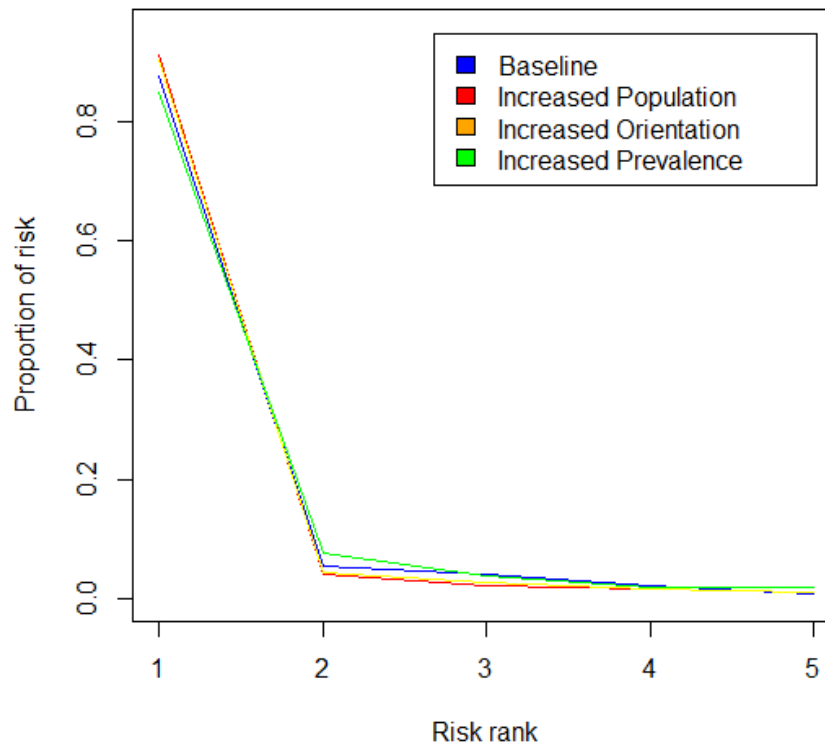 Baseline
Increased Population
Increased Orientation
Increased Prevalence
Proportion of risk
0.8
0.6
0.4
0.2
0.0
1 2 3 4 5
Risk rank